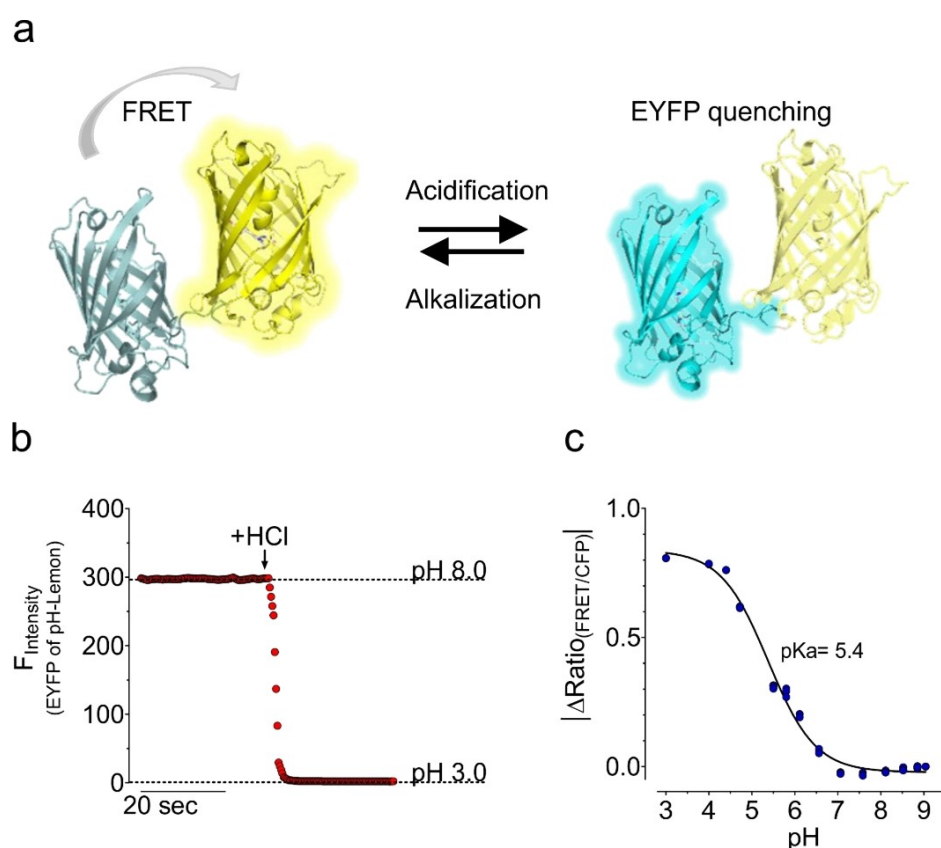 a
FRET
EYFP quenching
Acidification
Alkalization
b
400
300
200
100
0
F Intensity
(EYFP of pH-Lemon)
+HCl
pH 8.0
pH 3.0
20 sec
c
1.0
0.5
0.0
|ΔRatio(FRET/CFP)|
pKa= 5.4
3 4 5 6 7 8 9
pH